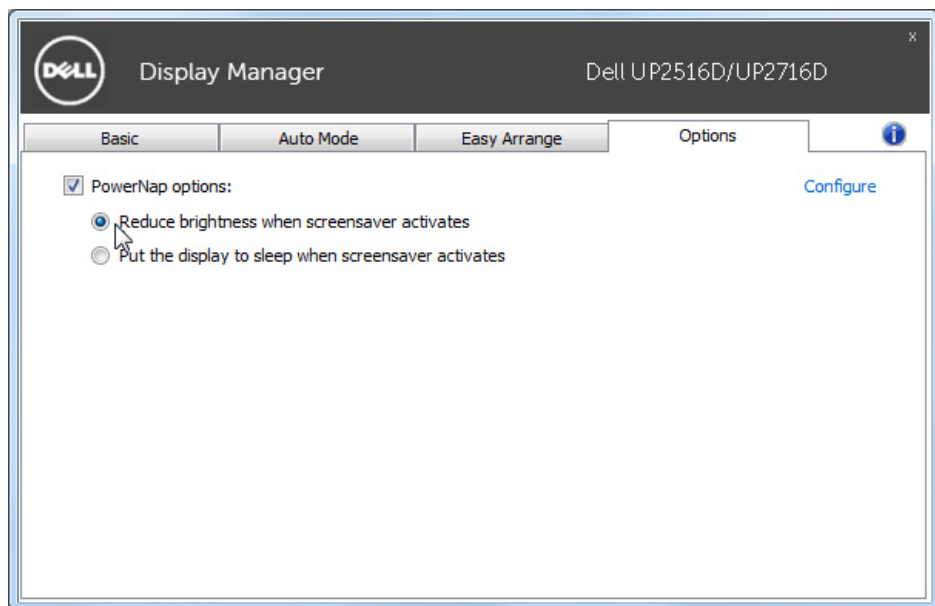 x
DELL
Display Manager
Dell UP2516D/UP2716D
Basic
Auto Mode
Easy Arrange
Options
i
PowerNap options:
Configure
Reduce brightness when screensaver activates
Put the display to sleep when screensaver activates